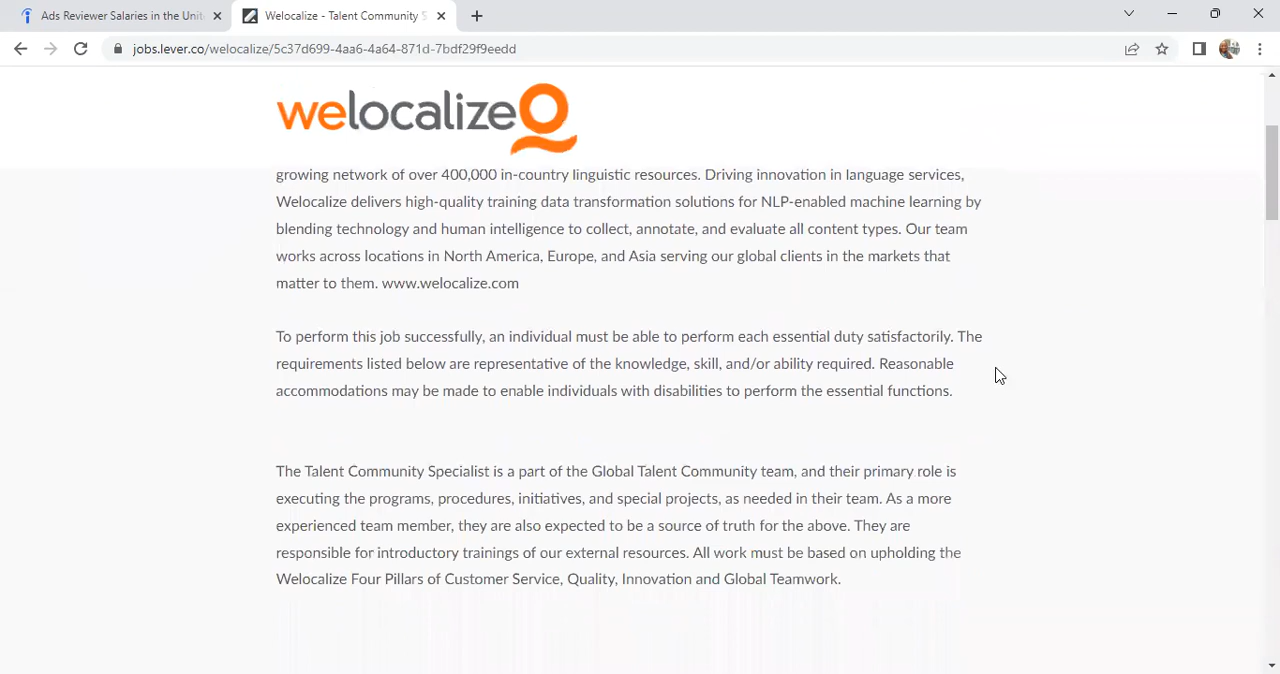 Ads Reviewer Salaries in the Unit
Welocalize - Talent Community S
jobs.lever.co/welocalize/5c37d699-4aa6-4a64-871d-7bdf29f9eedd
welocalize
growing network of over 400,000 in-country linguistic resources. Driving innovation in language services,
Welocalize delivers high-quality training data transformation solutions for NLP-enabled machine learning by
blending technology and human intelligence to collect, annotate, and evaluate all content types. Our team
works across locations in North America, Europe, and Asia serving our global clients in the markets that
matter to them. www.welocalize.com
To perform this job successfully, an individual must be able to perform each essential duty satisfactorily. The
requirements listed below are representative of the knowledge, skill, and/or ability required. Reasonable
accommodations may be made to enable individuals with disabilities to perform the essential functions.
The Talent Community Specialist is a part of the Global Talent Community team, and their primary role is
executing the programs, procedures, initiatives, and special projects, as needed in their team. As a more
experienced team member, they are also expected to be a source of truth for the above. They are
responsible for introductory trainings of our external resources. All work must be based on upholding the
Welocalize Four Pillars of Customer Service, Quality, Innovation and Global Teamwork.